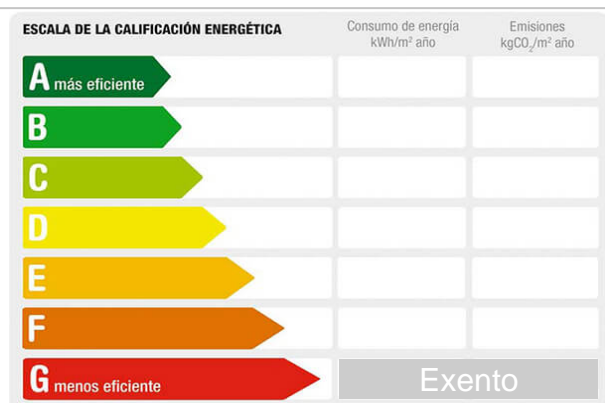 ESCALA DE LA CALIFICACIÓN ENERGÉTICA
Consumo de energía
kWh/m² año
Emisiones
kgCO₂/m² año
A más eficiente
B
C
D
E
F
G menos eficiente
Exento